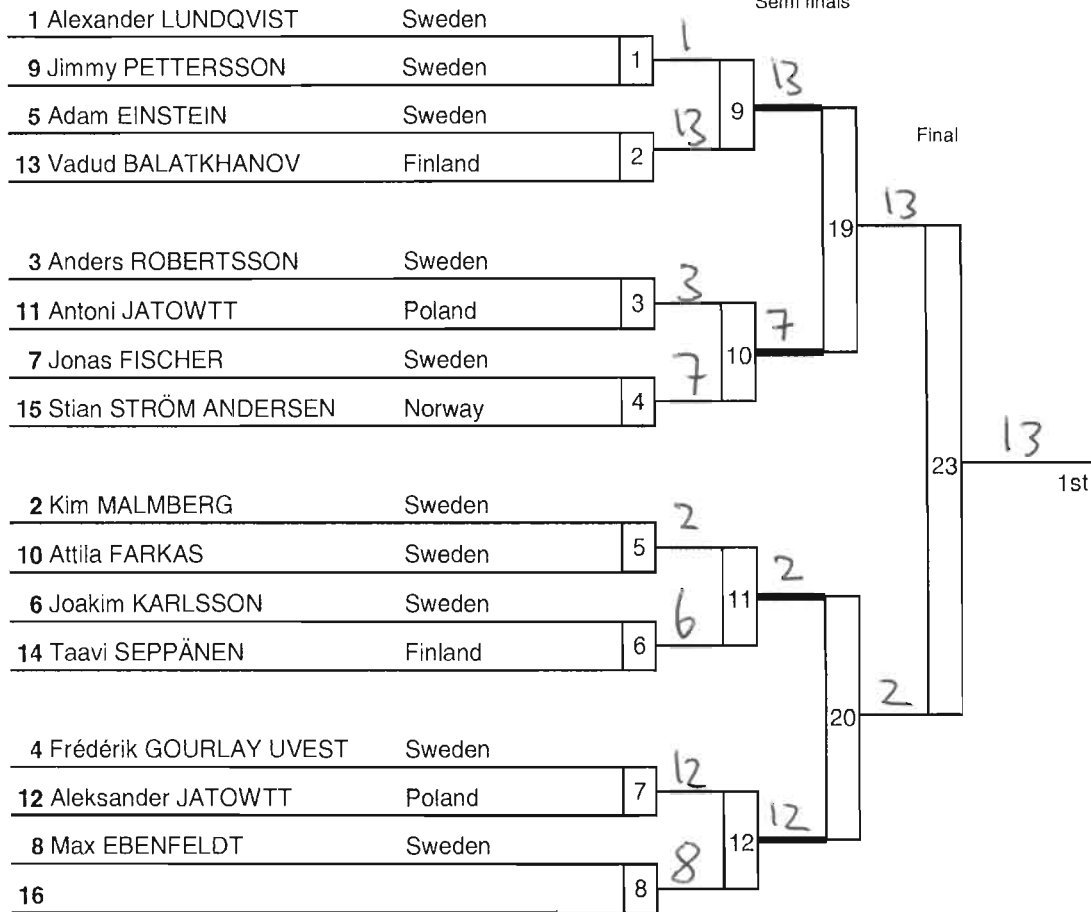 Semi finals
1 Alexander LUNDQVIST Sweden
1
9 Jimmy PETTERSSON Sweden
1
13
5 Adam EINSTEIN Sweden
13
9
Final
13 Vadud BALATKHANOV Finland
2
13
19
3 Anders ROBERTSSON Sweden
3
11 Antoni JATOWTT Poland
3
7
7 Jonas FISCHER Sweden
7
10
15 Stian STRÖM ANDERSEN Norway
4
13
23
1st
2 Kim MALMBERG Sweden
2
10 Attila FARKAS Sweden
5
2
6 Joakim KARLSSON Sweden
6
11
14 Taavi SEPPÄNEN Finland
6
2
20
4 Frédérik GOURLAY UVEST Sweden
12
12 Aleksander JATOWTT Poland
7
12
8 Max EBENFELDT Sweden
8
12
16
8